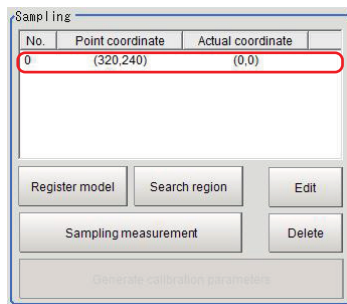 Sampling
No. Point coordinate Actual coordinate
0 (320,240) (0,0)
Register model Search region Edit
Sampling measurement Delete
Generate calibration parameters